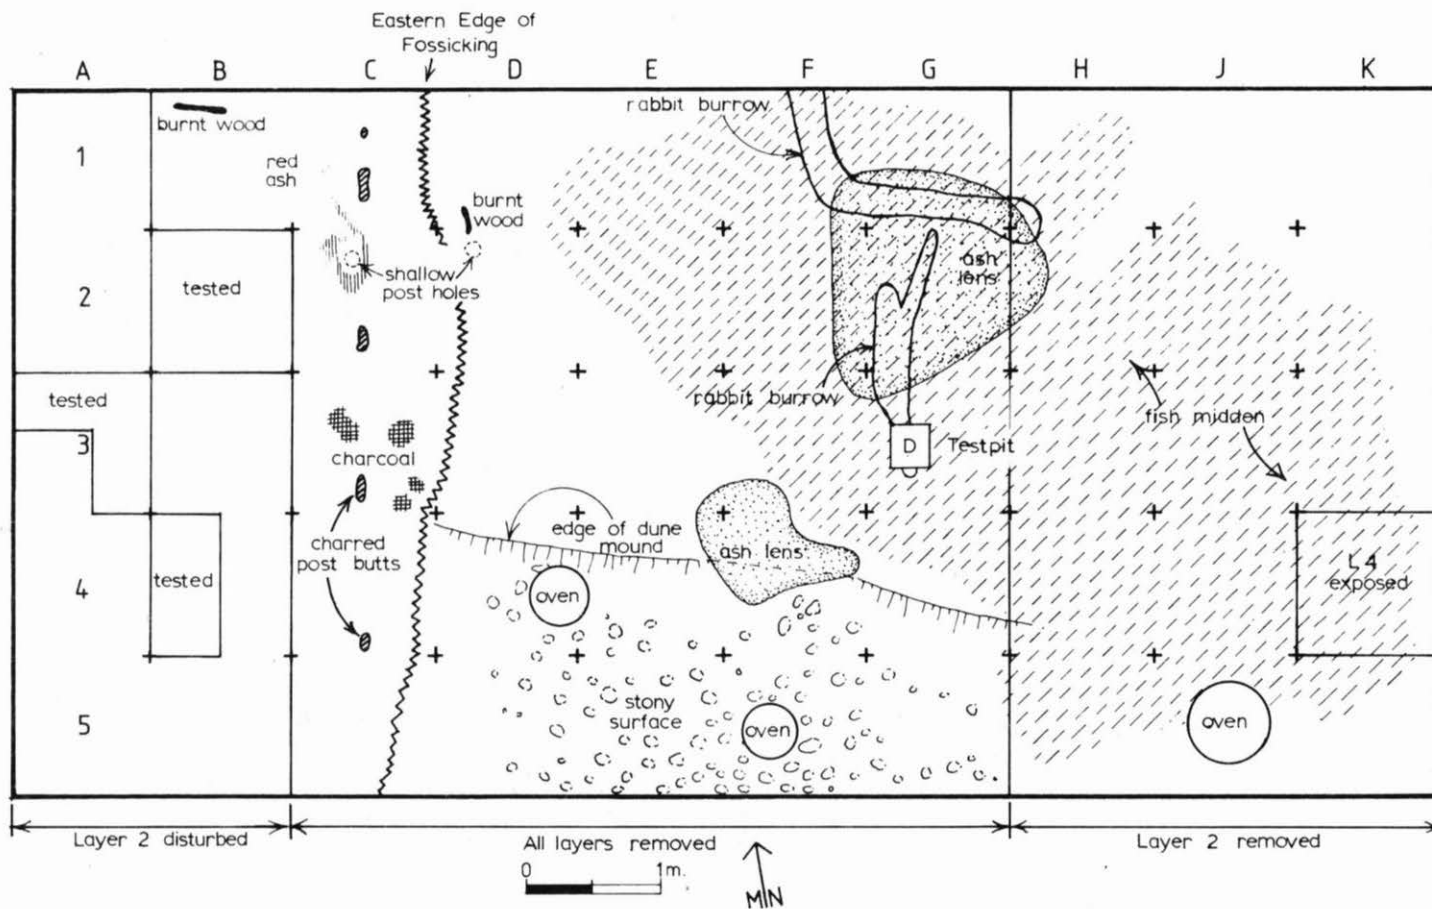 Eastern Edge of
Fossicking
A B C D E F G H J K
1
2
3
4
5
burnt wood
red
ash
burnt
wood
rabbit burrow
shallow
post holes
tested
ash
lens
tested
rabbit burrow
fish midden
charcoal
D
Testpit
charred
post butts
edge of dune
mound
ash lens
tested
oven
L4
exposed
stony
surface
oven
oven
Layer 2 disturbed
All layers removed
Layer 2 removed
0 1m.
MN